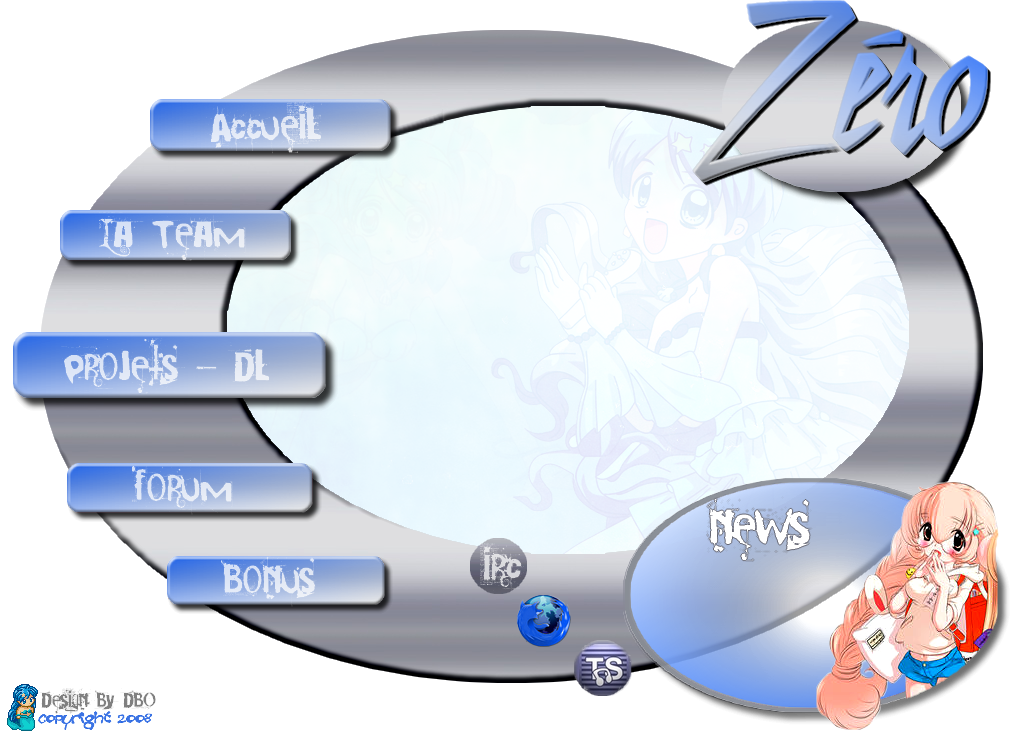 Zéro
Accueil
La Team
Projets - DL
Forum
Bonus
News
IRC
TS
Design By DBO
copyright 2008